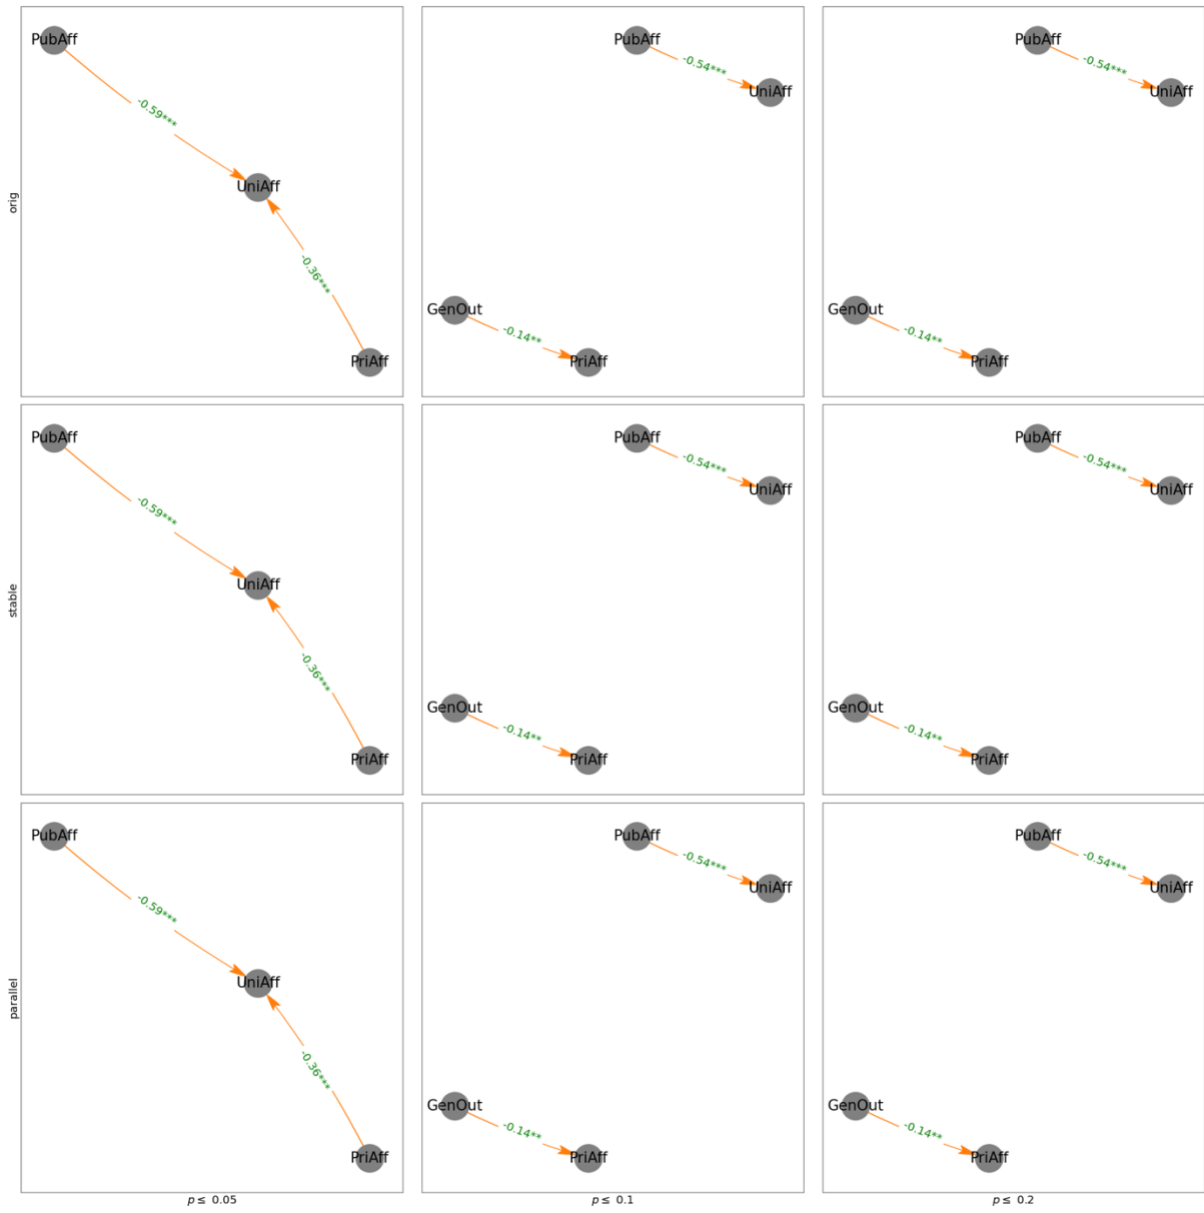 PubAff
PubAff
PubAff
-0.59***
-0.54***
-0.54***
UniAff
UniAff
UniAff
orig
-0.36***
GenOut
GenOut
-0.14**
-0.14**
PriAff
PriAff
PriAff
PubAff
PubAff
PubAff
-0.59***
-0.54***
-0.54***
UniAff
UniAff
UniAff
stable
-0.36***
GenOut
GenOut
-0.14**
-0.14**
PriAff
PriAff
PriAff
PubAff
PubAff
PubAff
-0.59***
-0.54***
-0.54***
UniAff
UniAff
UniAff
parallel
-0.36***
GenOut
GenOut
-0.14**
-0.14**
PriAff
PriAff
PriAff
p ≤ 0.05
p ≤ 0.1
p ≤ 0.2